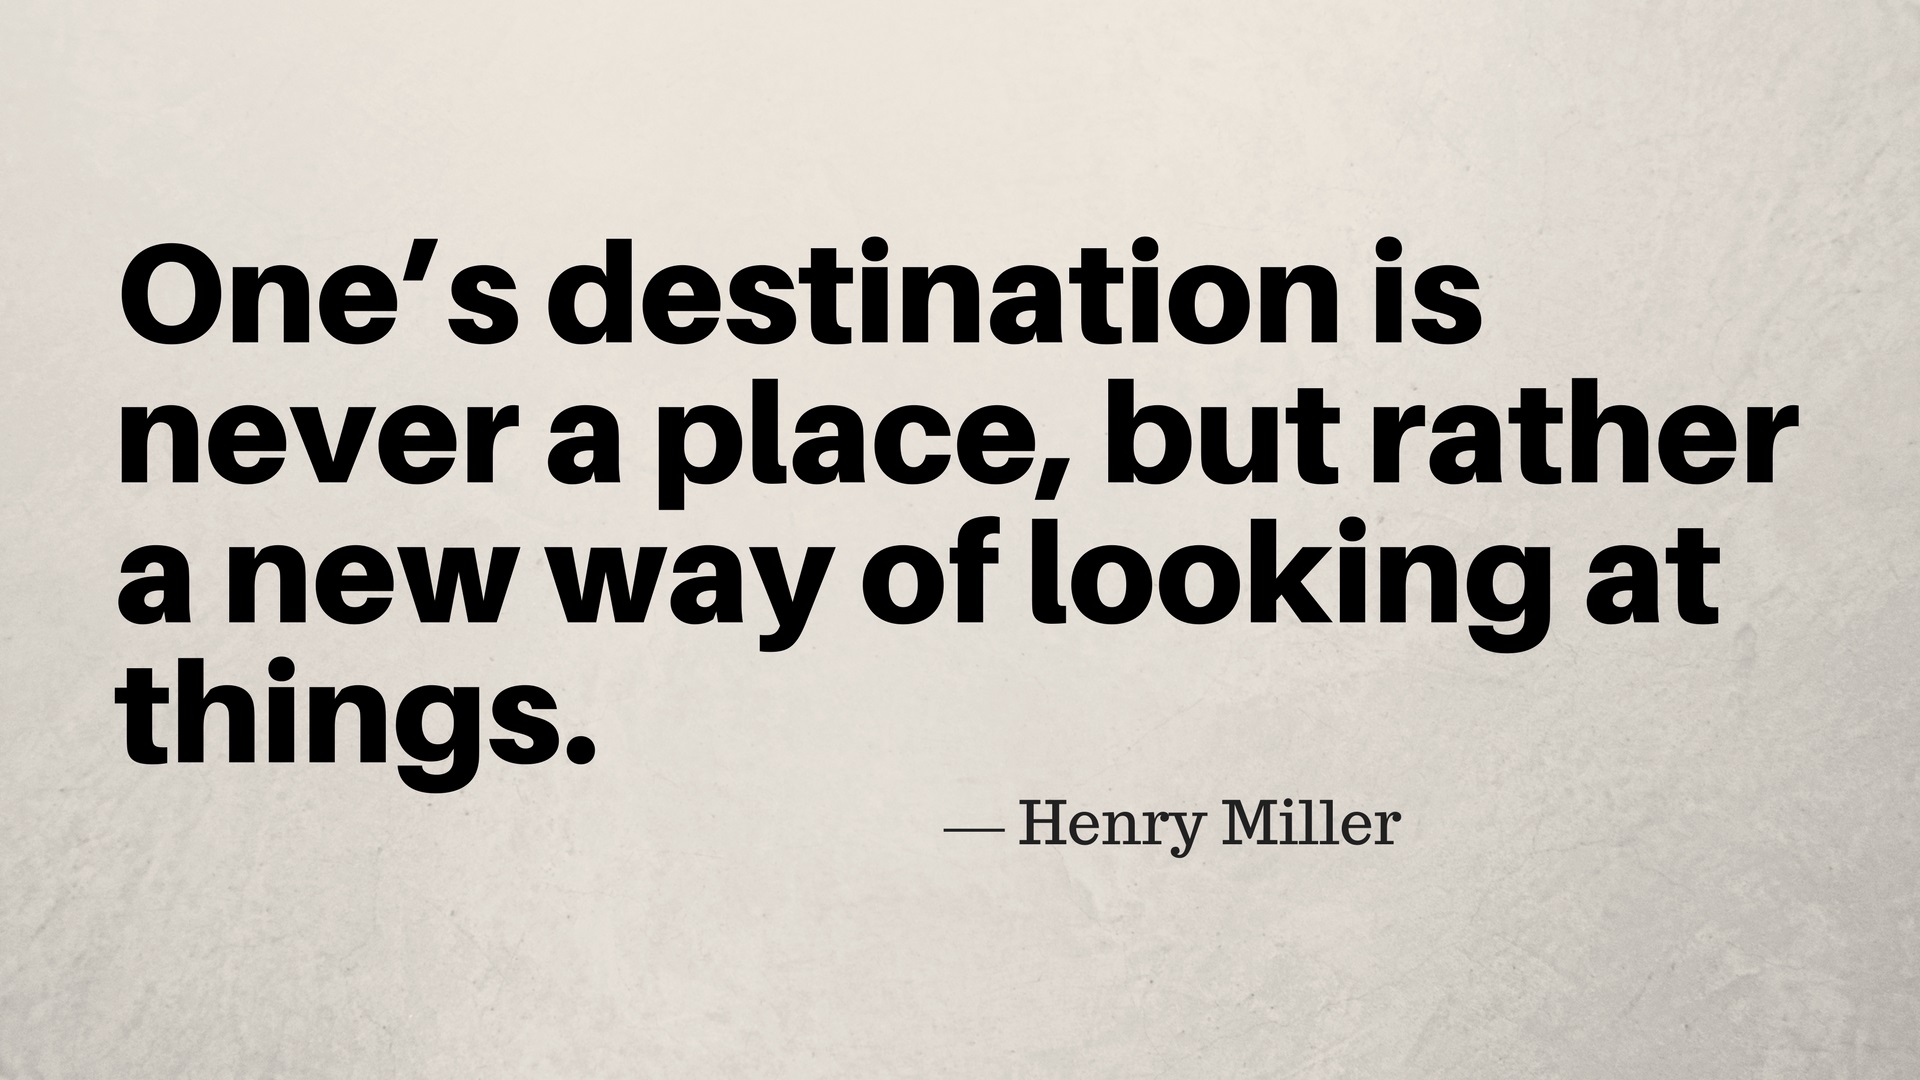 One’s destination is
never a place, but rather
a new way of looking at
things.
— Henry Miller